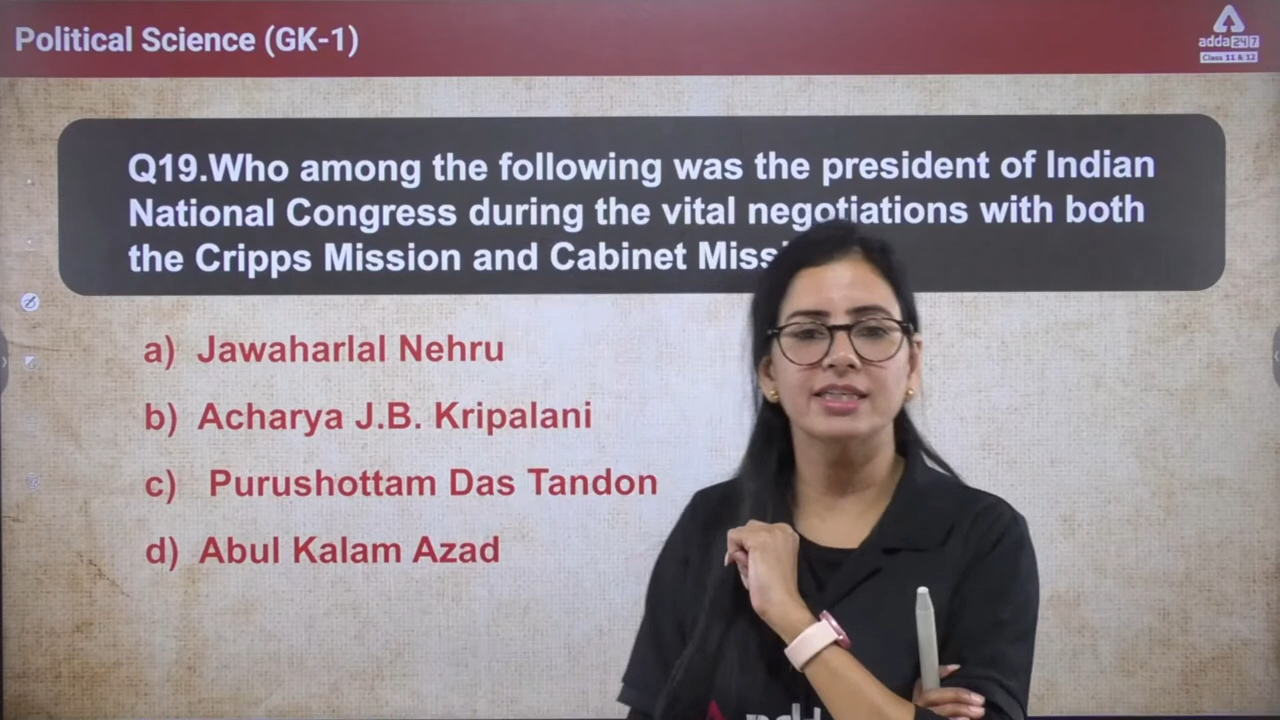 Political Science (GK-1)
adda247
Class 11 & 12
Q19.Who among the following was the president of Indian
National Congress during the vital negotiations with both
the Cripps Mission and Cabinet
a) Jawaharlal Nehru
b) Acharya J.B. Kripalani
c) Purushottam Das Tandon
d) Abul Kalam Azad